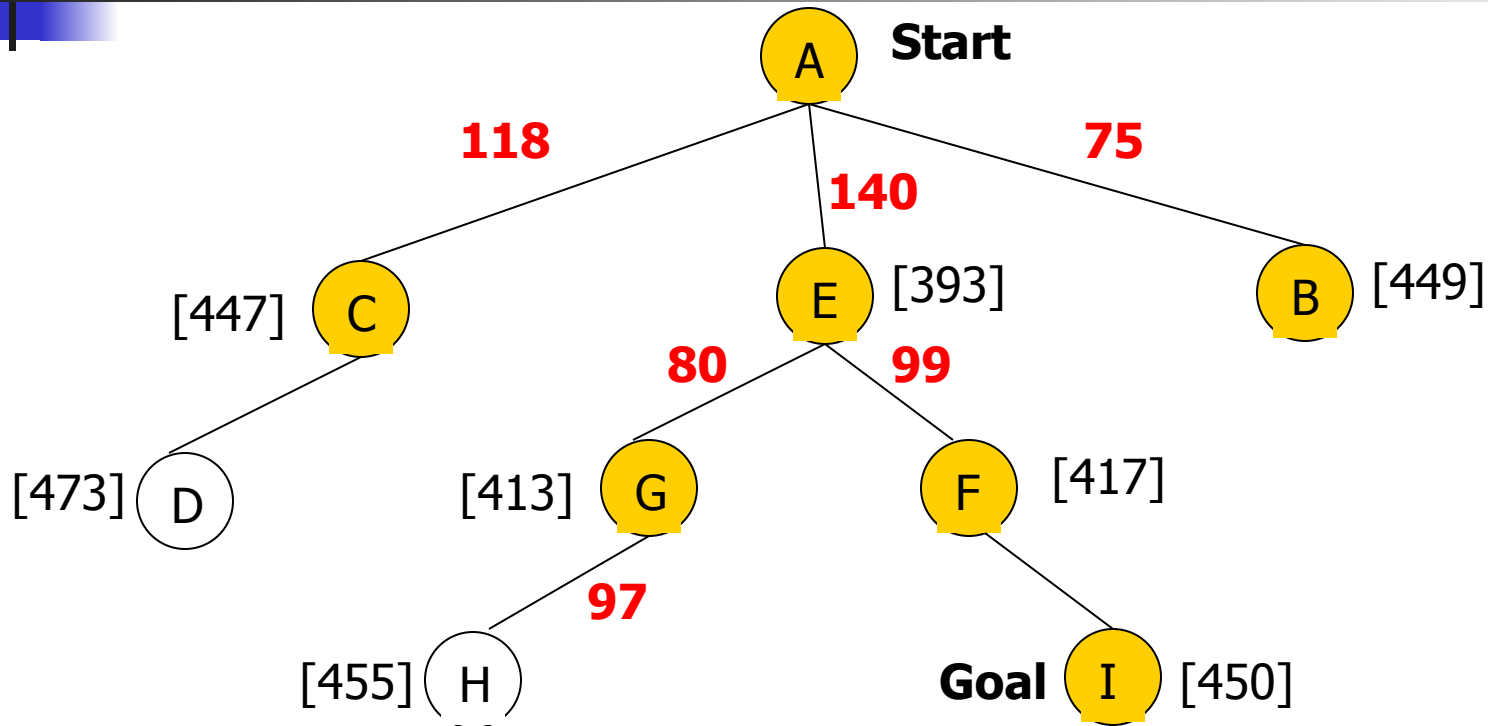 A Start
118
75
140
[447] C
E [393]
B [449]
80
99
[473] D
[413] G
F [417]
97
[455] H
Goal I [450]